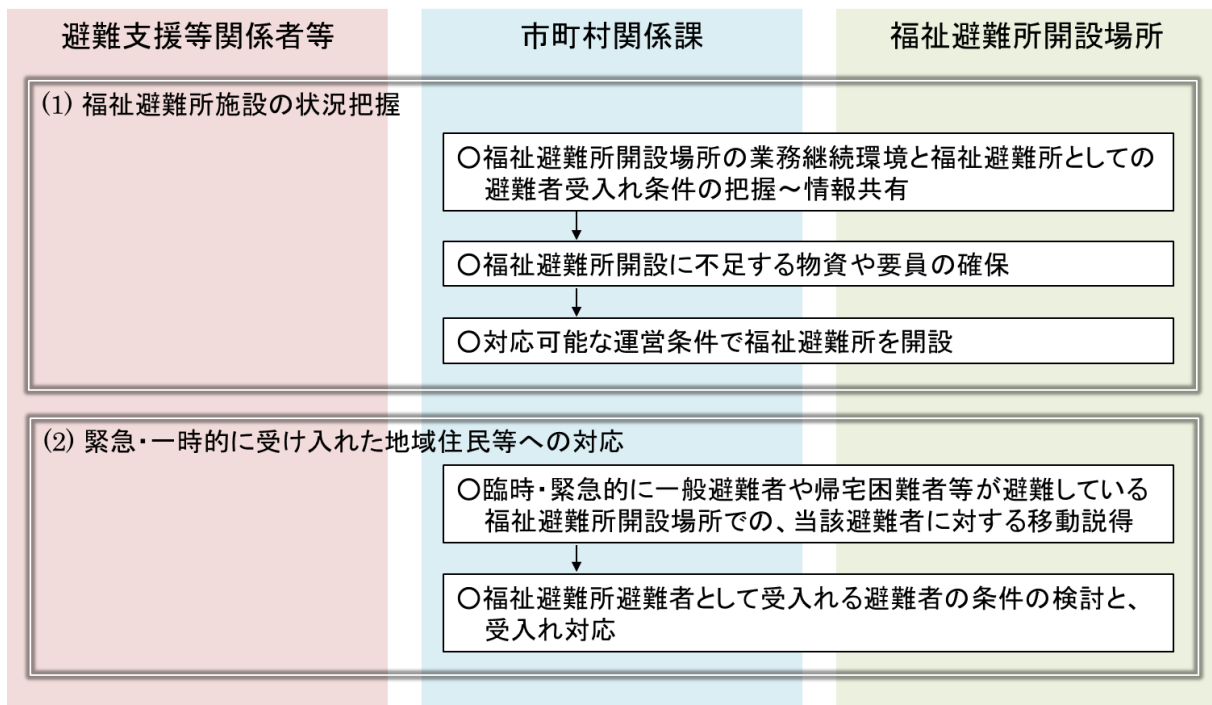 避難支援等関係者等
市町村関係課
福祉避難所開設場所
(1) 福祉避難所施設の状況把握
○福祉避難所開設場所の業務継続環境と福祉避難所としての
避難者受入れ条件の把握～情報共有
○福祉避難所開設に不足する物資や要員の確保
○対応可能な運営条件で福祉避難所を開設
(2) 緊急・一時的に受け入れた地域住民等への対応
○臨時・緊急的に一般避難者や帰宅困難者等が避難している
福祉避難所開設場所での、当該避難者に対する移動説得
○福祉避難所避難者として受入れる避難者の条件の検討と、
受入れ対応